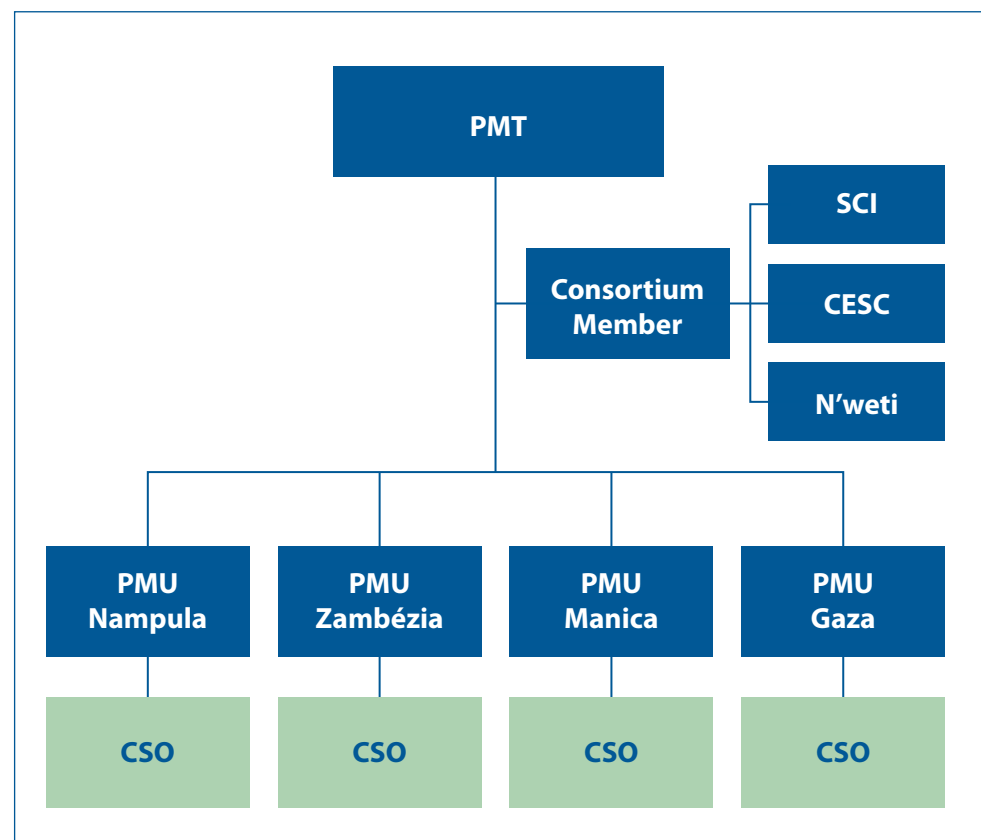 PMT
SCI
Consortium
Member
CESC
N’weti
PMU
Nampula
PMU
Zambézia
PMU
Manica
PMU
Gaza
CSO
CSO
CSO
CSO